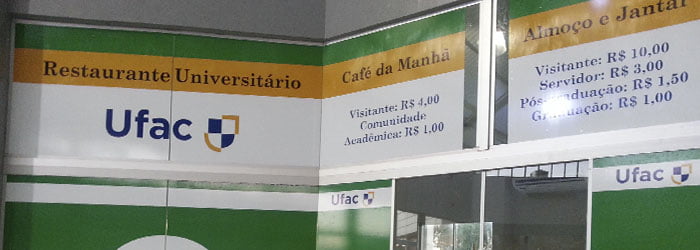 Restaurante Universitário
Ufac
Café da Manhã
Visitante: R$ 4,00
Comunidade
Acadêmica: R$ 1,00
Almoço e Jantar
Visitante: R$ 10,00
Servidor: R$ 3,00
Pós-Graduação: R$ 1,50
Graduação: R$ 1,00
Ufac
Ufac